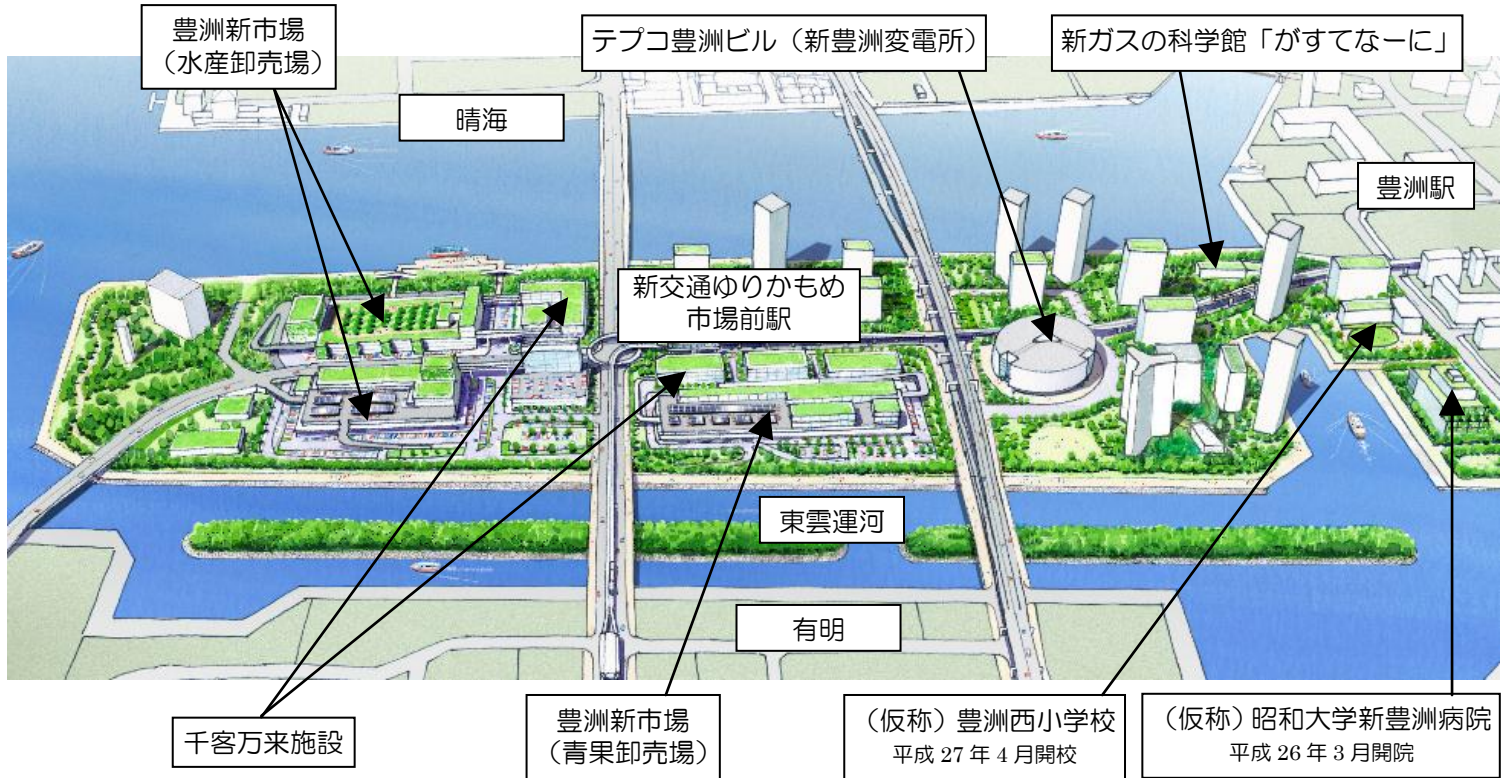 豊洲新市場
（水産卸売場）
テプコ豊洲ビル（新豊洲変電所）
新ガスの科学館「がすてなーに」
晴海
豊洲駅
新交通ゆりかもめ
市場前駅
東雲運河
有明
千客万来施設
豊洲新市場
（青果卸売場）
（仮称）豊洲西小学校
平成 27 年 4 月開校
（仮称）昭和大学新豊洲病院
平成 26 年 3 月開院